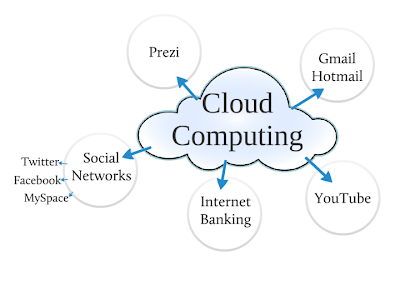 Prezi
Gmail
Hotmail
Cloud
Computing
Twitter
Facebook
MySpace
Social
Networks
Internet
Banking
YouTube